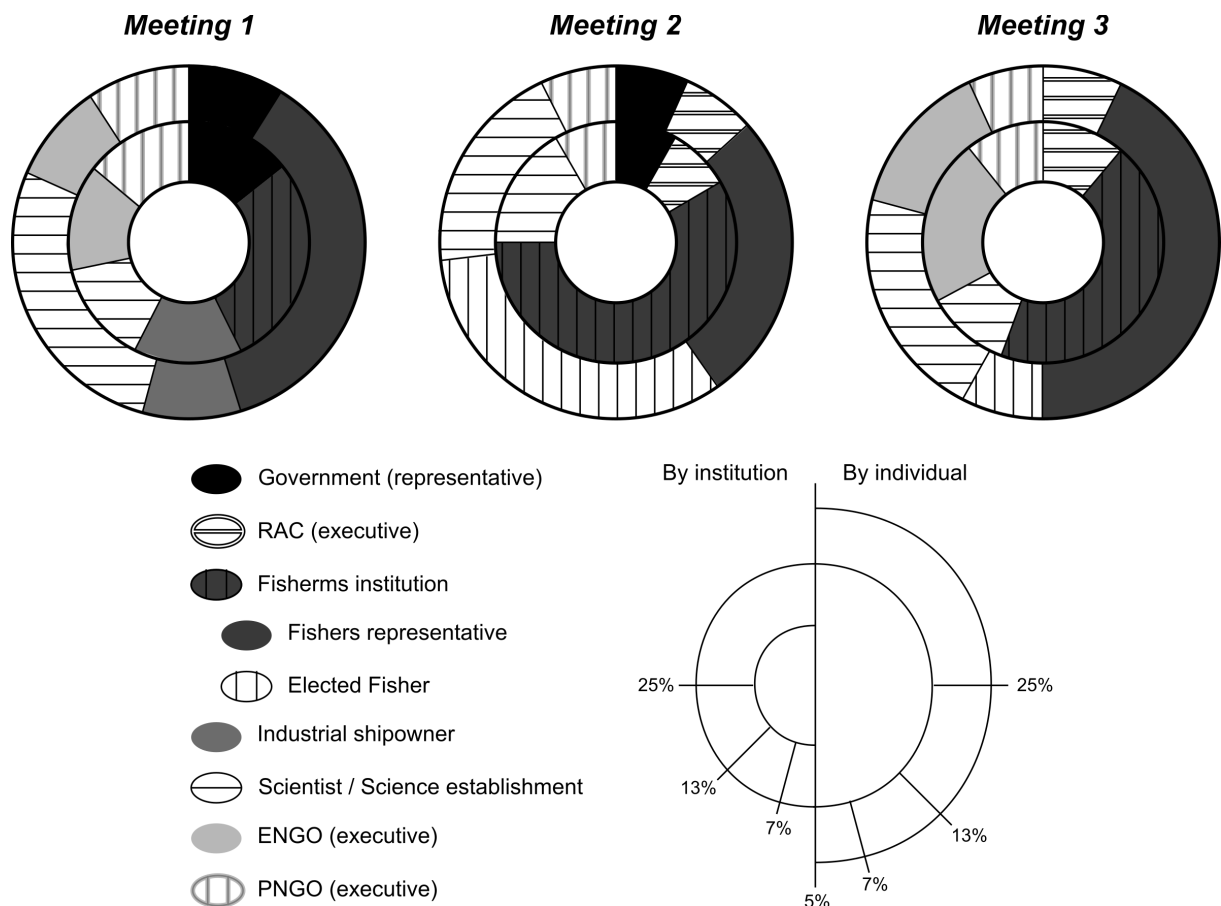 Meeting 1
Meeting 2
Meeting 3
Government (representative)
RAC (executive)
Fisherms institution
Fishers representative
Elected Fisher
Industrial shipowner
Scientist / Science establishment
ENGO (executive)
PNGO (executive)
By institution
By individual
25%
25%
13%
13%
7%
7%
5%